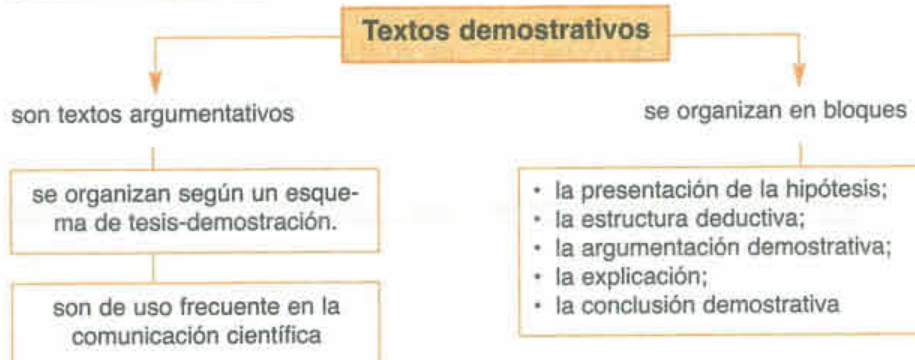 Textos demostrativos
son textos argumentativos
se organizan según un esque-
ma de tesis-demostración.
son de uso frecuente en la
comunicación científica
se organizan en bloques
• la presentación de la hipótesis;
• la estructura deductiva;
• la argumentación demostrativa;
• la explicación;
• la conclusión demostrativa